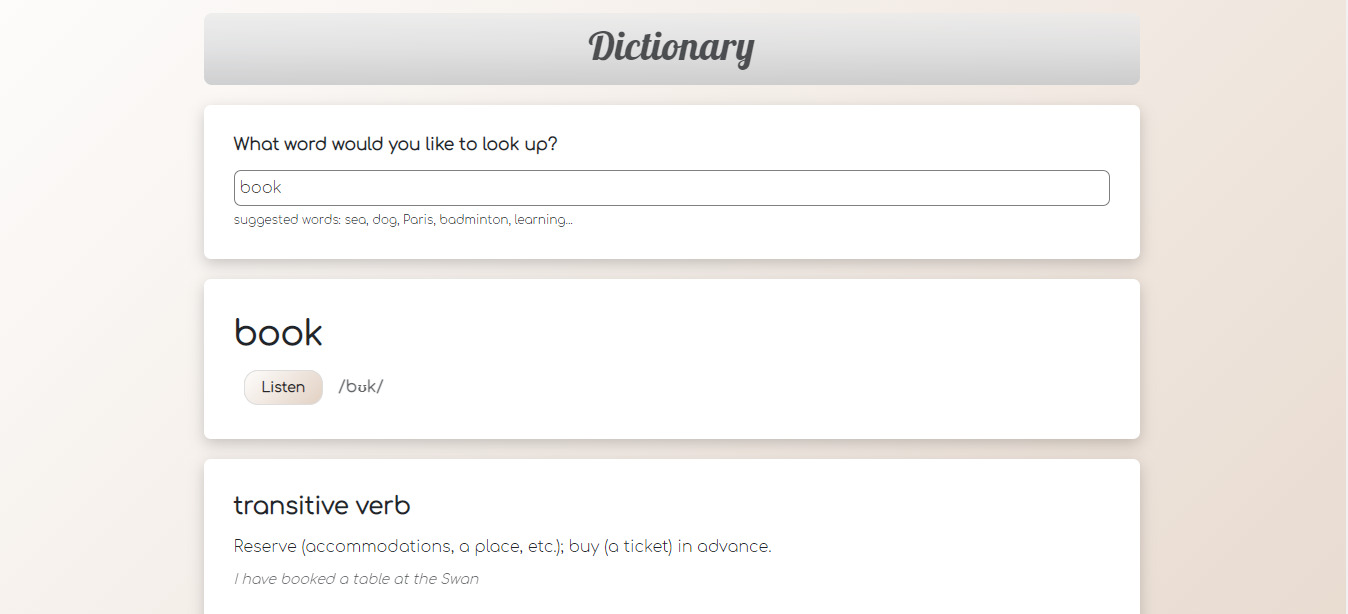 Dictionary
What word would you like to look up?
book
suggested words: sea, dog, Paris, badminton, learning...
book
Listen /bʊk/
transitive verb
Reserve (accommodations, a place, etc.); buy (a ticket) in advance.
I have booked a table at the Swan